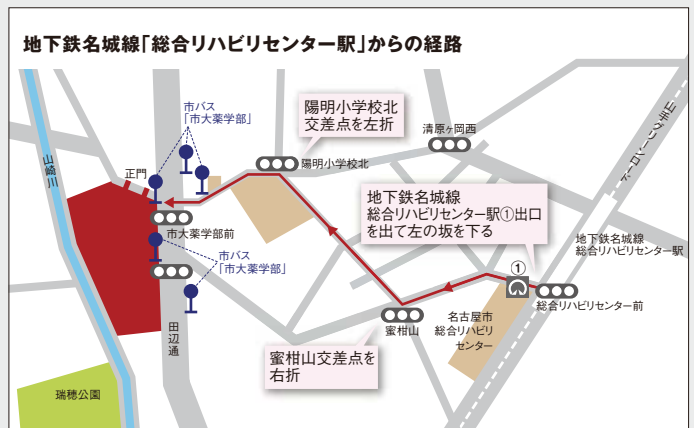 地下鉄名城線「総合リハビリセンター駅」からの経路
市バス
「市大薬学部」
陽明小学校北
交差点を左折
清原ヶ岡西
山手グリーンロード
山崎川
正門
陽明小学校北
地下鉄名城線
総合リハビリセンター駅①出口
を出て左の坂を下る
市大薬学部前
地下鉄名城線
総合リハビリセンター駅
市バス
「市大薬学部」
①
総合リハビリセンター前
蜜柑山
名古屋市
総合リハビリ
センター
田辺通
蜜柑山交差点を
右折
瑞穂公園